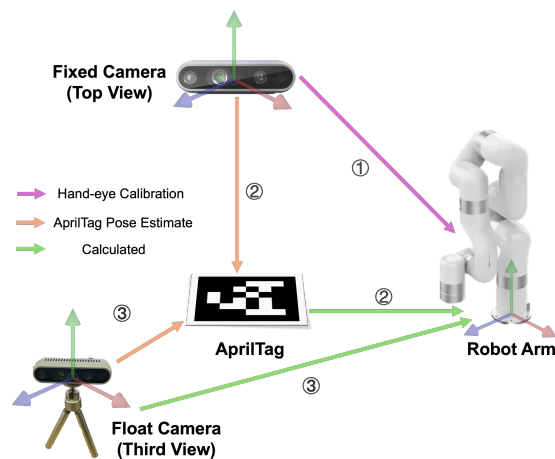 Fixed Camera
(Top View)
①
②
Hand-eye Calibration
AprilTag Pose Estimate
Calculated
③
②
AprilTag
Robot Arm
③
Float Camera
(Third View)